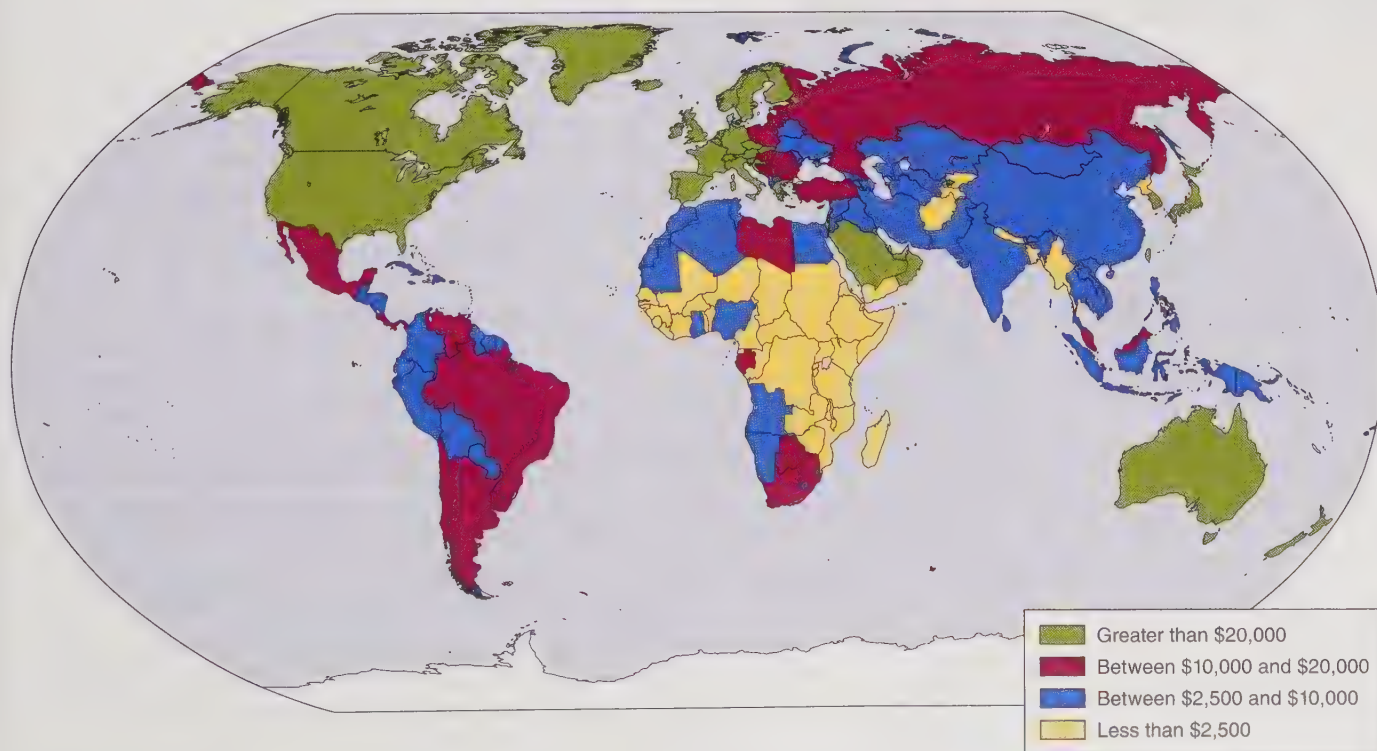 Greater than $20,000
Between $10,000 and $20,000
Between $2,500 and $10,000
Less than $2,500